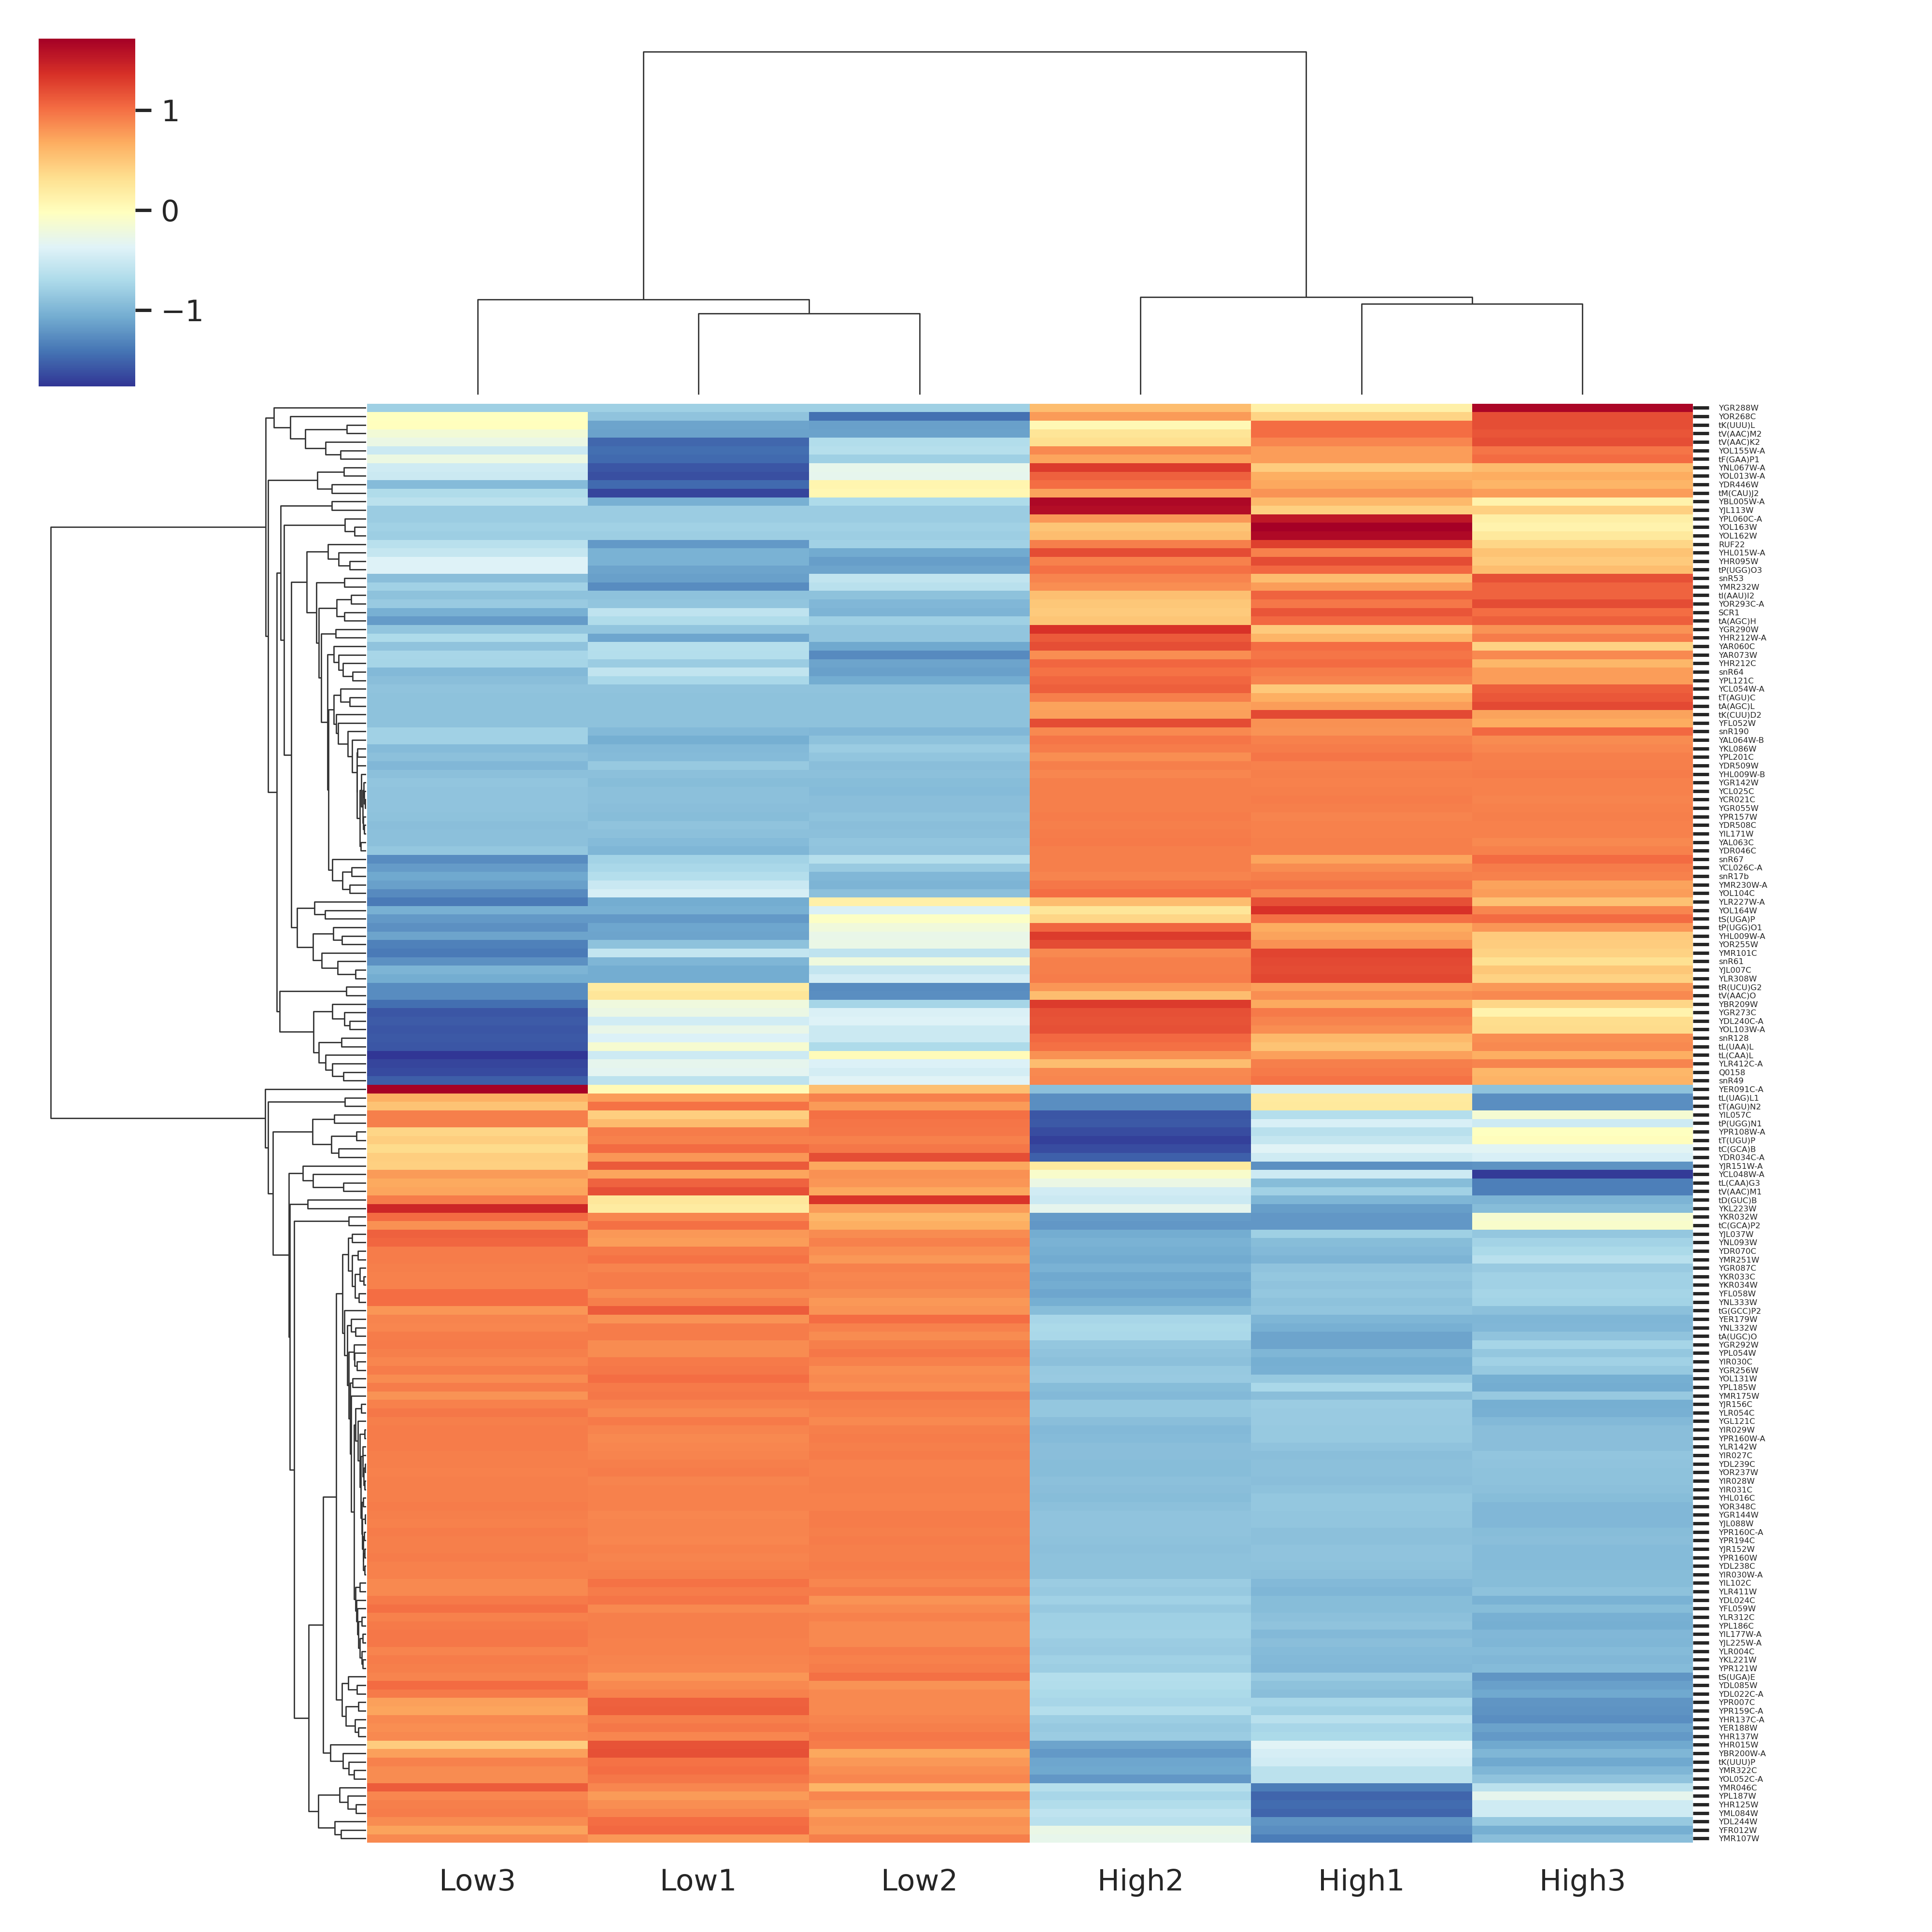 1
0
−1
YGR288W
YOR268C
tK(UUU)L
tV(AAC)M2
tV(AAC)K2
YOL155W-A
tF(GAA)P1
YNL067W-A
YOL013W-A
YDR446W
tM(CAU)J2
YBL005W-A
YJL113W
YPL060C-A
YOL163W
YOL162W
RUF22
YHL015W-A
YHR095W
tP(UGG)O3
snR53
YMR232W
tI(AAU)I2
YOR293C-A
SCR1
tA(AGC)H
YGR290W
YHR212W-A
YAR060C
YAR073W
YHR212C
snR64
YPL121C
YCL054W-A
tT(AGU)C
tA(AGC)L
tK(CUU)D2
YFL052W
snR190
YAL064W-B
YKL086W
YPL201C
YDR509W
YHL009W-B
YGR142W
YCL025C
YCR021C
YGR055W
YPR157W
YDR508C
YIL171W
YAL063C
YDR046C
snR67
YCL026C-A
snR17b
YMR230W-A
YOL104C
YLR227W-A
YOL164W
tS(UGA)P
tP(UGG)O1
YHL009W-A
YOR255W
YMR101C
snR61
YJL007C
YLR308W
tR(UCU)G2
tV(AAC)O
YBR209W
YGR273C
YDL240C-A
YOL103W-A
snR128
tL(UAA)L
tL(CAA)L
YLR412C-A
Q0158
snR49
YER091C-A
tL(UAG)L1
tT(AGU)N2
YIL057C
tP(UGG)N1
YPR108W-A
tT(UGU)P
tC(GCA)B
YDR034C-A
YJR151W-A
YCL048W-A
tL(CAA)G3
tV(AAC)M1
tD(GUC)B
YKL223W
YKR032W
tC(GCA)P2
YJL037W
YNL093W
YDR070C
YMR251W
YGR087C
YKR033C
YKR034W
YFL058W
YNL333W
tG(GCC)P2
YER179W
YNL332W
tA(UGC)O
YGR292W
YPL054W
YIR030C
YGR256W
YOL131W
YPL185W
YMR175W
YJR156C
YLR054C
YGL121C
YIR029W
YPR160W-A
YLR142W
YIR027C
YDL239C
YOR237W
YIR028W
YIR031C
YHL016C
YOR348C
YGR144W
YJL088W
YPR160C-A
YPR194C
YJR152W
YPR160W
YDL238C
YIR030W-A
YIL102C
YLR411W
YDL024C
YFL059W
YLR312C
YPL186C
YIL177W-A
YJL225W-A
YLR004C
YKL221W
YPR121W
tS(UGA)E
YDL085W
YDL022C-A
YPR007C
YPR159C-A
YHR137C-A
YER188W
YHR137W
YHR015W
YBR200W-A
tK(UUU)P
YMR322C
YOL052C-A
YMR046C
YPL187W
YHR125W
YML084W
YDL244W
YFR012W
YMR107W
Low3 Low1 Low2 High2 High1 High3